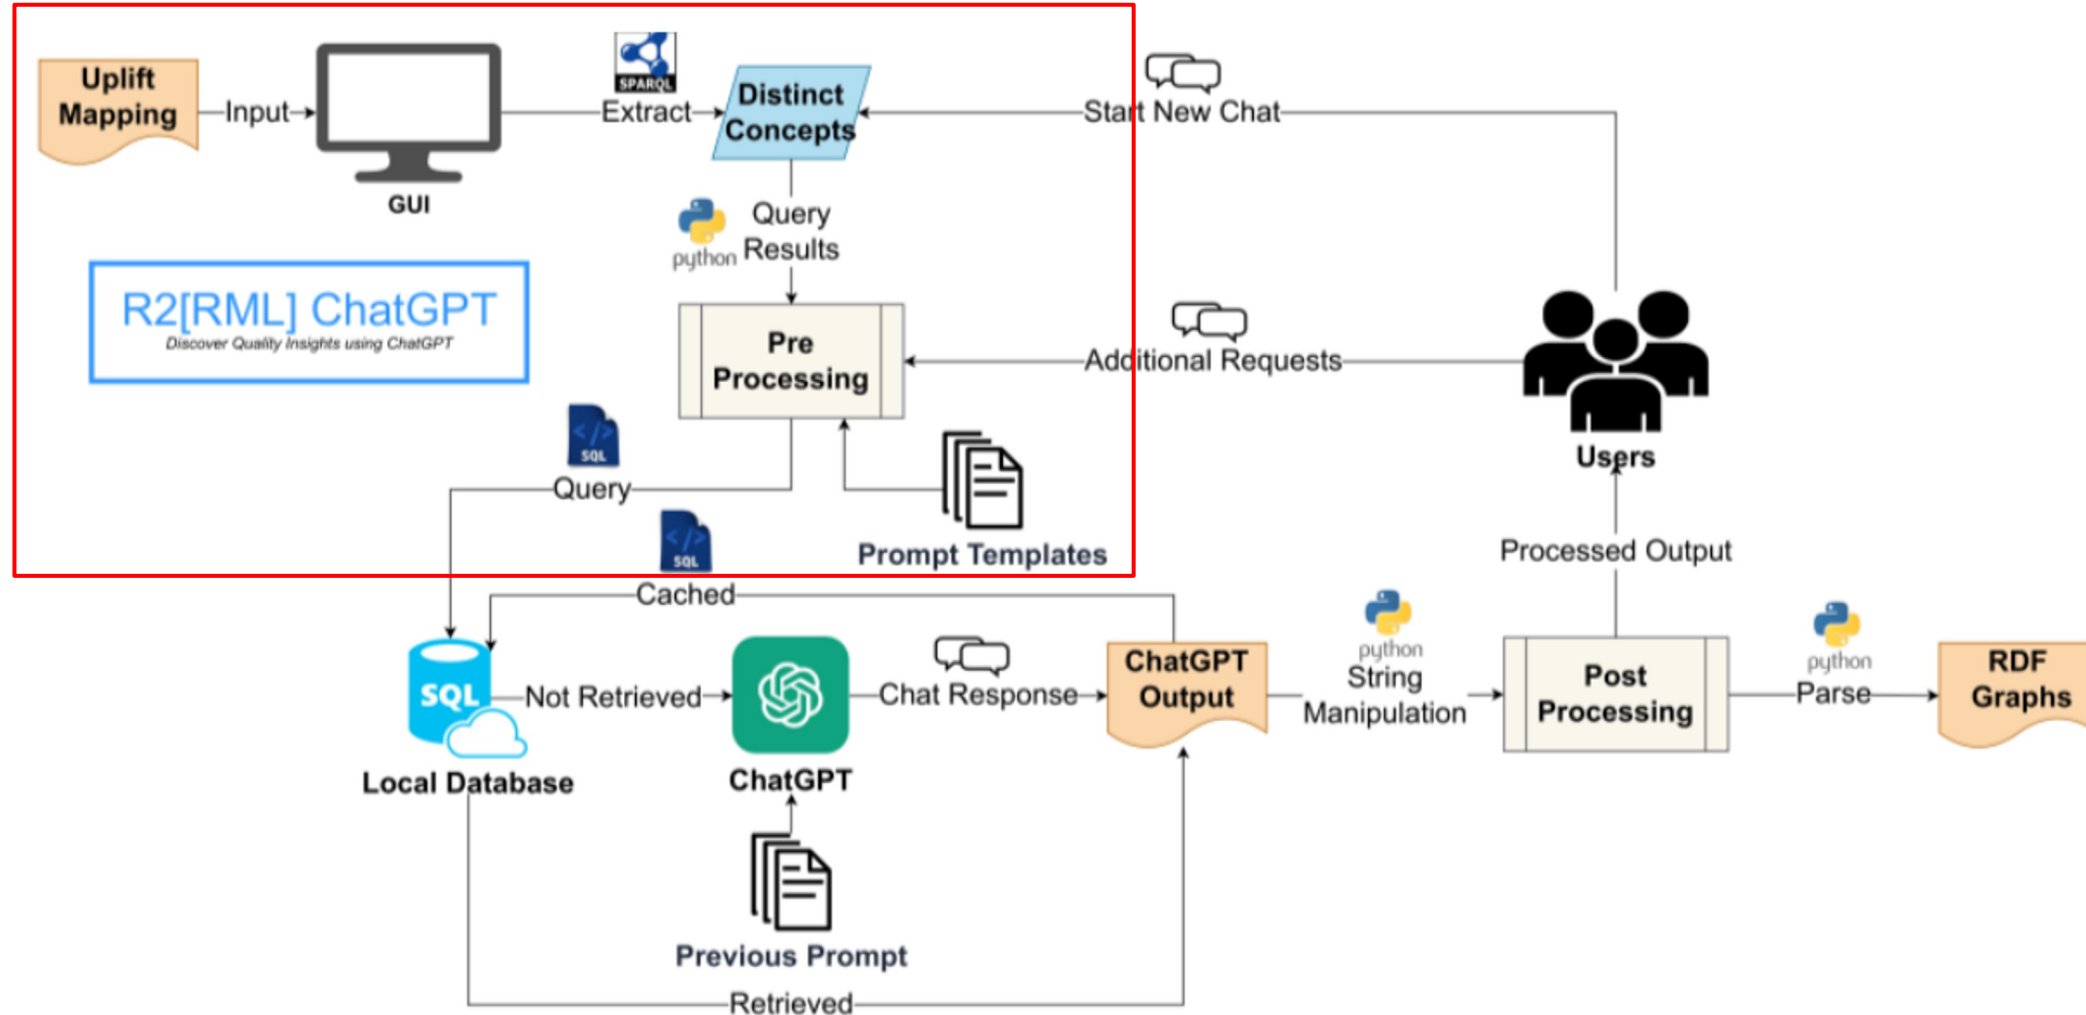 Uplift
Mapping
Input
GUI
SPARQL
Extract
Distinct
Concepts
Start New Chat
python
Query
Results
R2[RML] ChatGPT
Discover Quality Insights using ChatGPT
Pre
Processing
Additional Requests
Users
</>
SQL
Query
Prompt Templates
</>
SQL
Cached
Processed Output
SQL
Local Database
Not Retrieved
ChatGPT
Chat Response
ChatGPT
Output
python
String
Manipulation
Post
Processing
python
Parse
RDF
Graphs
Previous Prompt
Retrieved